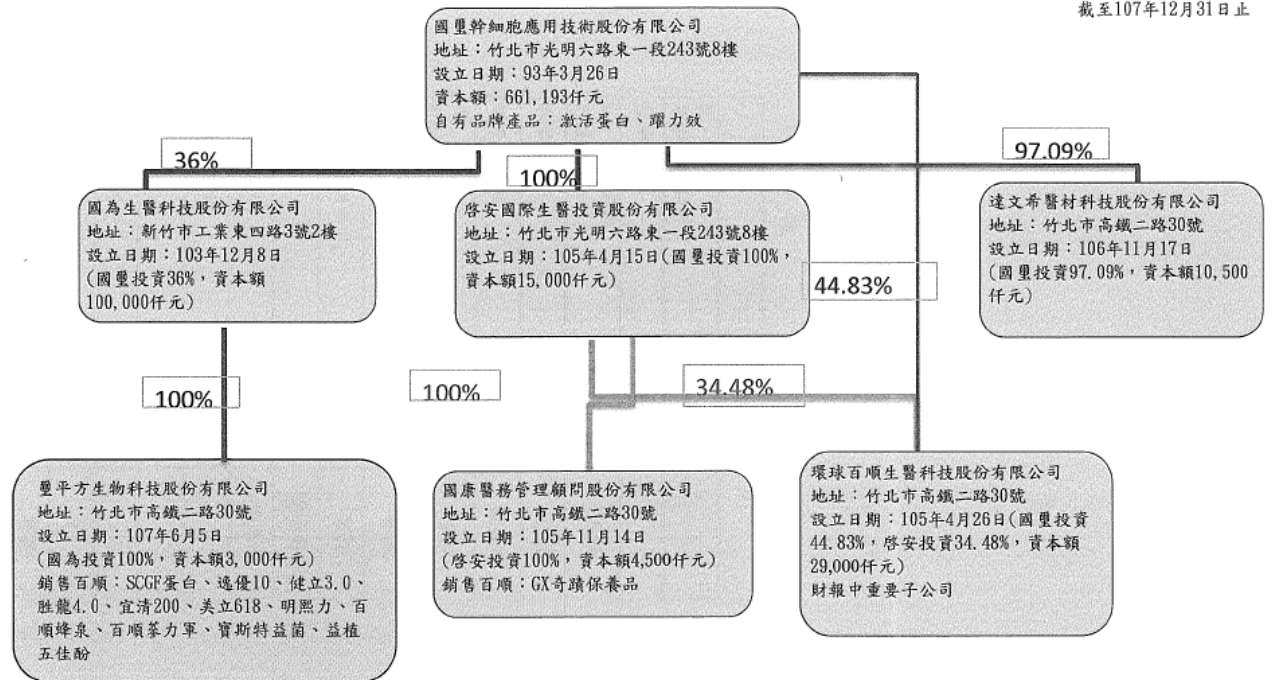 截至107年12月31日止
國璽幹細胞應用技術股份有限公司
地址：竹北市光明六路東一段243號8樓
設立日期：93年3月26日
資本額：661,193仟元
自有品牌產品：激活蛋白、躍力效
36%
100%
97.09%
國為生醫科技股份有限公司
地址：新竹市工業東四路3號2樓
設立日期：103年12月8日
(國璽投資36%，資本額
100,000仟元)
啓安國際生醫投資股份有限公司
地址：竹北市光明六路東一段243號8樓
設立日期：105年4月15日(國璽投資100%，
資本額15,000仟元)
44.83%
達文希醫材科技股份有限公司
地址：竹北市高鐵二路30號
設立日期：106年11月17日
(國璽投資97.09%，資本額10,500
仟元)
100%
100%
34.48%
璽平方生物科技股份有限公司
地址：竹北市高鐵二路30號
設立日期：107年6月5日
(國為投資100%，資本額3,000仟元)
銷售百順：SCGF蛋白、逸優10、健立3.0、
胜龍4.0、宜清200、美立618、明熙力、百
順蜂泉、百順蔘力軍、寶斯特益菌、益植
五佳酚
國康醫務管理顧問股份有限公司
地址：竹北市高鐵二路30號
設立日期：105年11月14日
(啓安投資100%，資本額4,500仟元)
銷售百順：GX奇蹟保養品
環球百順生醫科技股份有限公司
地址：竹北市高鐵二路30號
設立日期：105年4月26日(國璽投資
44.83%，啓安投資34.48%，資本額
29,000仟元)
財報中重要子公司